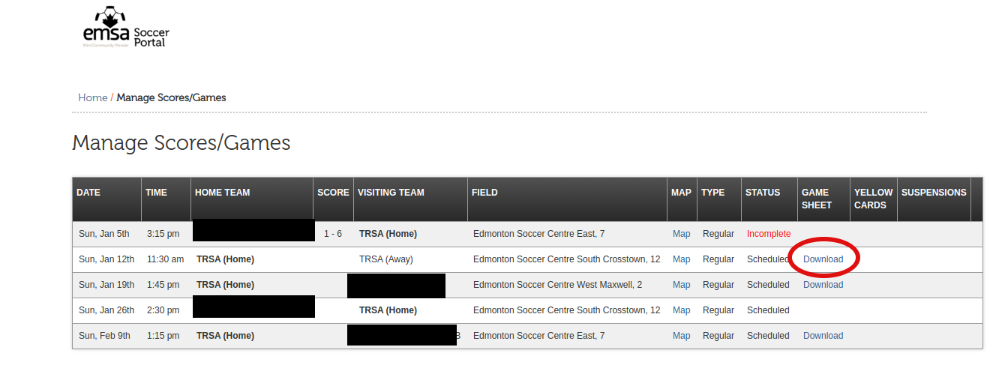 emsa Soccer
Portal
Mini Community Premier
Home / Manage Scores/Games
Manage Scores/Games
DATE TIME HOME TEAM SCORE VISITING TEAM FIELD MAP TYPE STATUS GAME SHEET YELLOW CARDS SUSPENSIONS
Sun, Jan 5th 3:15 pm 1 - 6 TRSA (Home) Edmonton Soccer Centre East, 7 Map Regular Incomplete
Sun, Jan 12th 11:30 am TRSA (Home) TRSA (Away) Edmonton Soccer Centre South Crosstown, 12 Map Regular Scheduled Download
Sun, Jan 19th 1:45 pm TRSA (Home) Edmonton Soccer Centre West Maxwell, 2 Map Regular Scheduled Download
Sun, Jan 26th 2:30 pm TRSA (Home) Edmonton Soccer Centre South Crosstown, 12 Map Regular Scheduled
Sun, Feb 9th 1:15 pm TRSA (Home) Edmonton Soccer Centre East, 7 Map Regular Scheduled Download